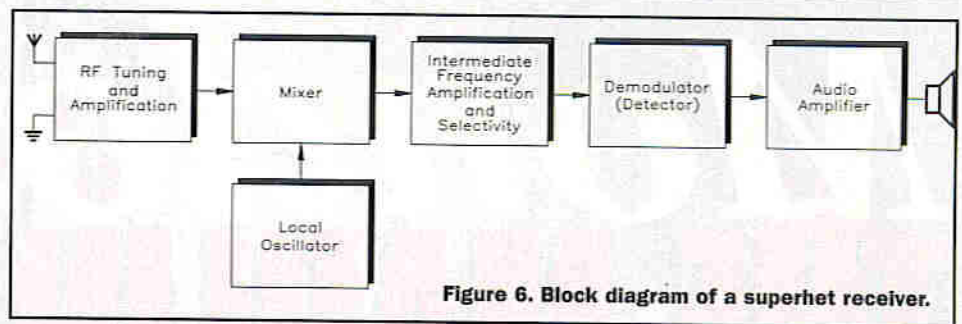 RF Tuning
and
Amplification
Mixer
Intermediate
Frequency
Amplification
and
Selectivity
Demodulator
(Detector)
Audio
Amplifier
Local
Oscillator
Figure 6. Block diagram of a superhet receiver.